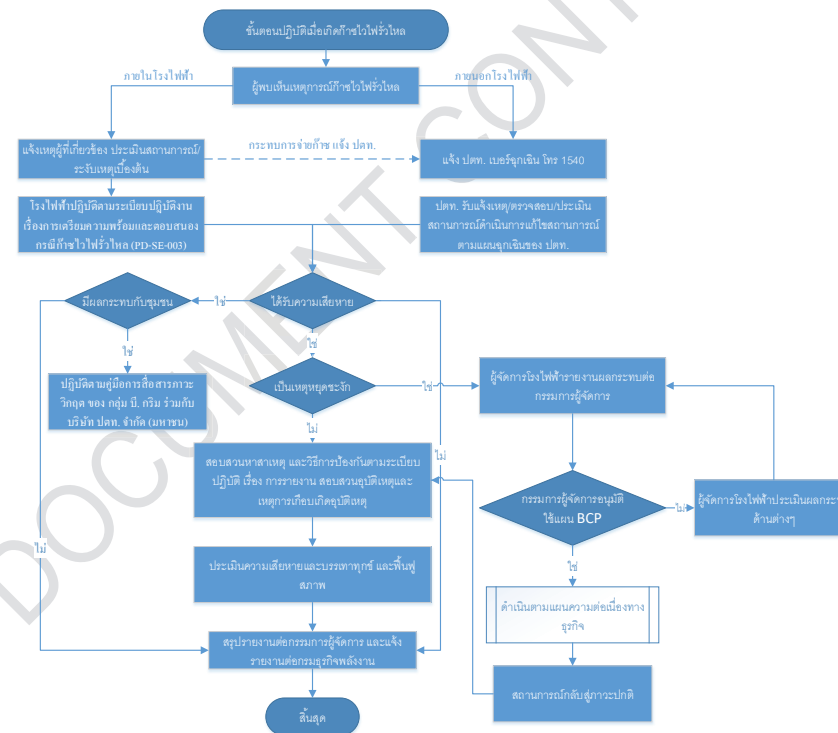 ขั้นตอนปฏิบัติเมื่อเกิดก๊าซไวไฟรั่วไหล
ภายในโรงไฟฟ้า
ภายนอกโรงไฟฟ้า
ผู้พบเห็นเหตุการณ์ก๊าซไวไฟรั่วไหล
แจ้งเหตุผู้ที่เกี่ยวข้อง ประเมินสถานการณ์/
ระงับเหตุเบื้องต้น
กระทบการจ่ายก๊าซ แจ้ง ปตท.
แจ้ง ปตท. เบอร์ฉุกเฉิน โทร 1540
โรงไฟฟ้าปฏิบัติตามระเบียบปฏิบัติงาน
เรื่องการเตรียมความพร้อมและตอบสนอง
กรณีก๊าซไวไฟรั่วไหล (PD-SE-003)
ปตท. รับแจ้งเหตุ/ตรวจสอบ/ประเมิน
สถานการณ์ดำเนินการแก้ไขสถานการณ์
ตามแผนฉุกเฉินของ ปตท.
มีผลกระทบกับชุมชน
ใช่
ได้รับความเสียหาย
ใช่
ใช่
ปฏิบัติตามคู่มือการสื่อสารภาวะ
วิกฤต ของ กลุ่ม บี. กริม ร่วมกับ
บริษัท ปตท. จำกัด (มหาชน)
เป็นเหตุหยุดชะงัก
ใช่
ผู้จัดการโรงไฟฟ้ารายงานผลกระทบต่อ
กรรมการผู้จัดการ
ไม่
ไม่
สอบสวนหาสาเหตุ และวิธีการป้องกันตามระเบียบ
ปฏิบัติ เรื่อง การรายงาน สอบสวนอุบัติเหตุและ
เหตุการเกือบเกิดอุบัติเหตุ
กรรมการผู้จัดการอนุมัติ
ใช้แผน BCP
ไม่
ผู้จัดการโรงไฟฟ้าประเมินผลกระทบ
ด้านต่างๆ
ไม่
ใช่
ประเมินความเสียหายและบรรเทาทุกข์ และฟื้นฟู
สภาพ
ดำเนินตามแผนความต่อเนื่องทาง
ธุรกิจ
สรุปรายงานต่อกรรมการผู้จัดการ และแจ้ง
รายงานต่อกรมธุรกิจพลังงาน
สถานการณ์กลับสู่ภาวะปกติ
สิ้นสุด
DOCUMENT CONT